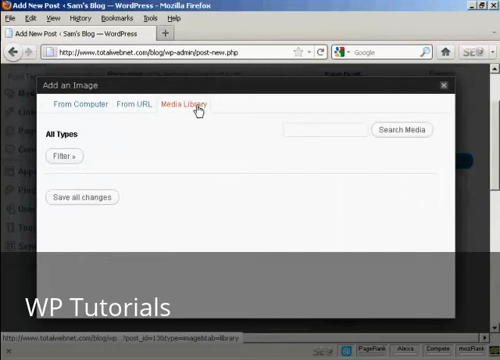 Add New Post ‹ Sam's Blog — WordPress - Mozilla Firefox
File Edit View History Bookmarks Tools Help
Add New Post ‹ Sam's Blog — WordPress
http://www.totalwebnet.com/blog/wp-admin/post-new.php
Google
Add an Image
From Computer From URL Media Library
All Types
Search Media
Filter »
Save all changes
WP Tutorials
PageRank Alexa Compete mozRank